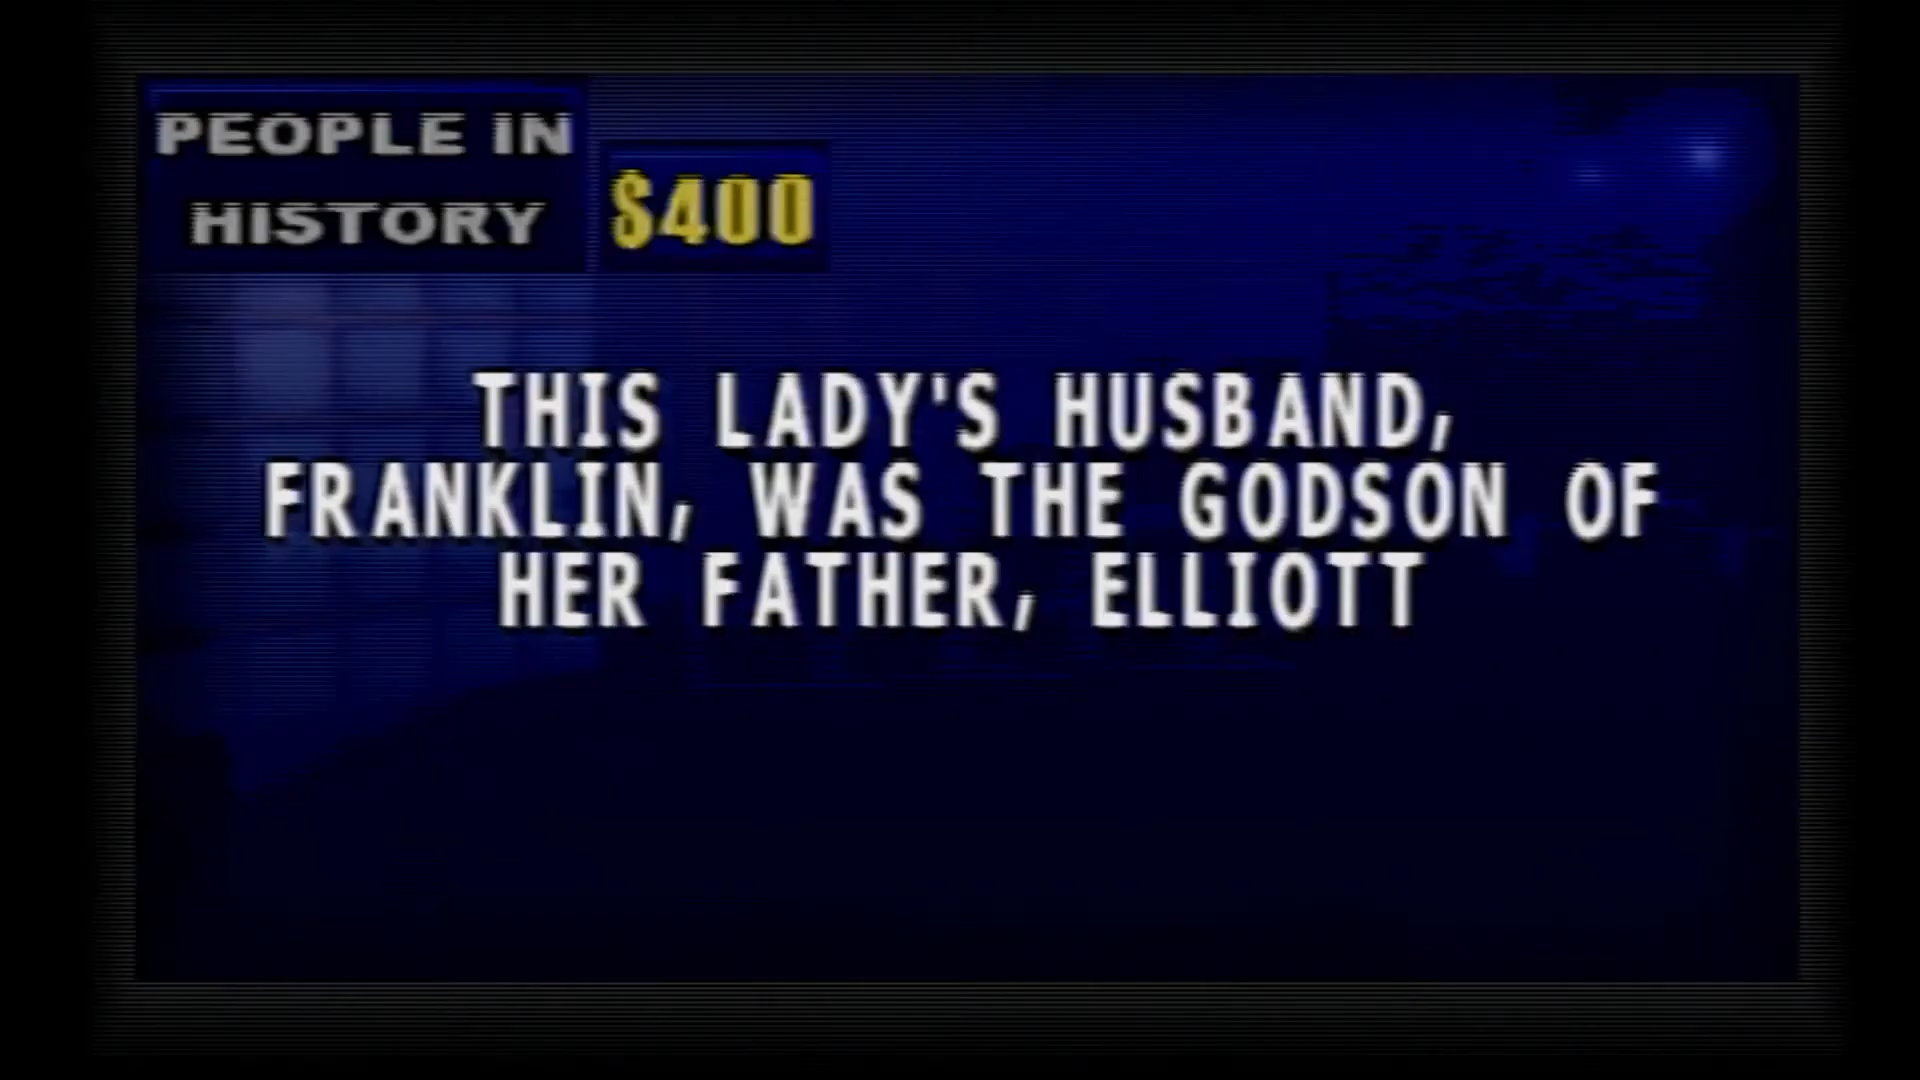 PEOPLE IN
HISTORY
$400
THIS LADY'S HUSBAND,
FRANKLIN, WAS THE GODSON OF
HER FATHER, ELLIOTT